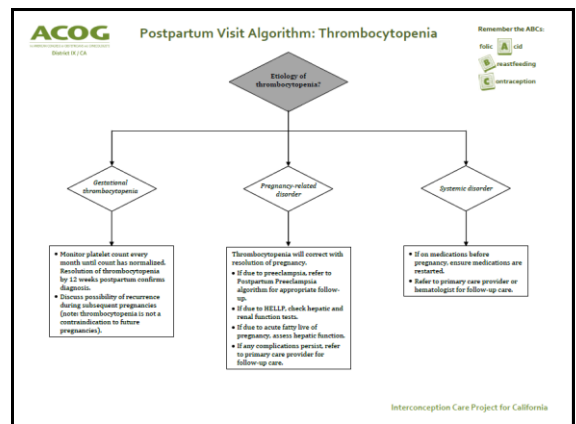 ACOG
District IX / CA
Postpartum Visit Algorithm: Thrombocytopenia
Remember the ABCs:
folic A cid
B reastfeeding
C ontraception
Etiology of
thrombocytopenia?
Gestational
thrombocytopenia
Pregnancy-related
disorder
Systemic disorder
• Monitor platelet count every
month until count has normalized.
Resolution of thrombocytopenia
by 12 weeks postpartum confirms
diagnosis.
• Discuss possibility of recurrence
during subsequent pregnancies
(note: thrombocytopenia is not a
contraindication to future
pregnancies).
Thrombocytopenia will correct with
resolution of pregnancy.
• If due to preeclampsia, refer to
Postpartum Preeclampsia
algorithm for appropriate follow-
up.
• If due to HELLP, check hepatic and
renal function tests.
• If due to acute fatty live of
pregnancy, assess hepatic function.
• If any complications persist, refer
to primary care provider for
follow-up care.
• If on medications before
pregnancy, ensure medications are
restarted.
• Refer to primary care provider or
hematologist for follow-up care.
Interconception Care Project for California